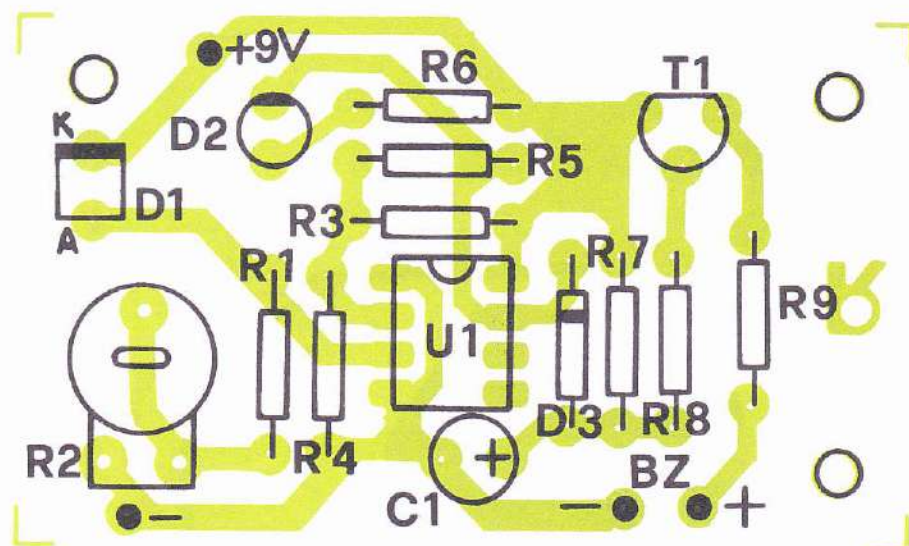 +9V
R6
T1
K
D2
D1
R5
R3
A
R1
R7
U1
R9
R2
R4
D3
R8
C1
BZ
+
-
-
+